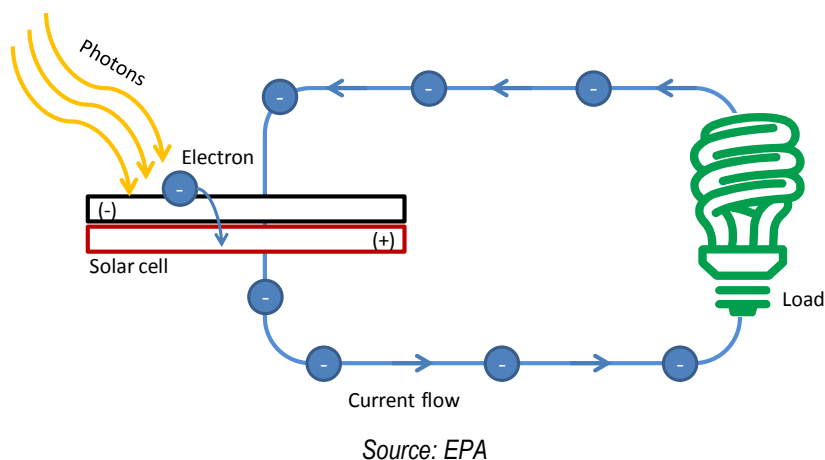 Photons
Electron
-
-
-
-
(-)
(+)
Solar cell
-
Load
-
-
-
Current flow
Source: EPA